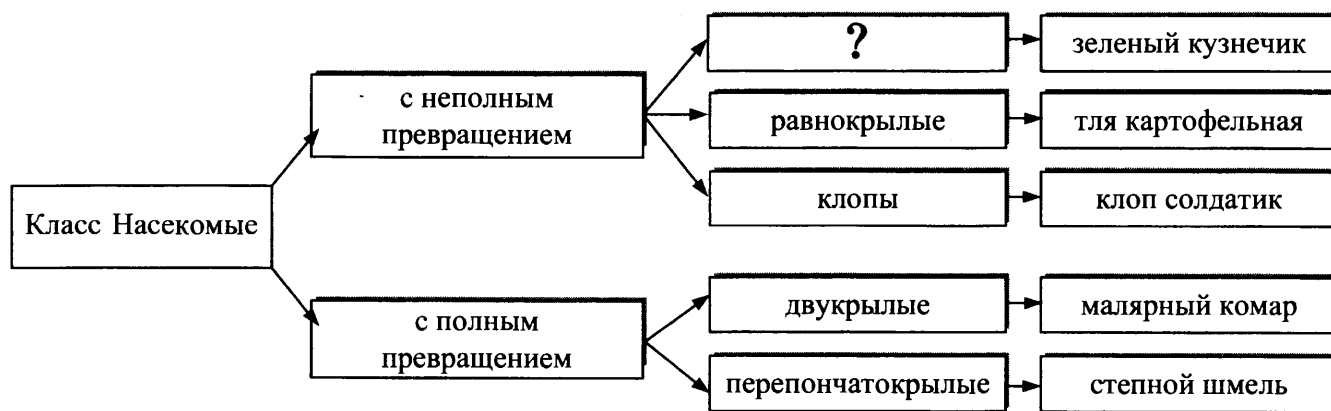 ?
зеленый кузнечик
с неполным
превращением
равнокрылые
тля картофельная
клопы
клоп солдатик
Класс Насекомые
с полным
превращением
двукрылые
малярный комар
перепончатокрылые
степной шмель